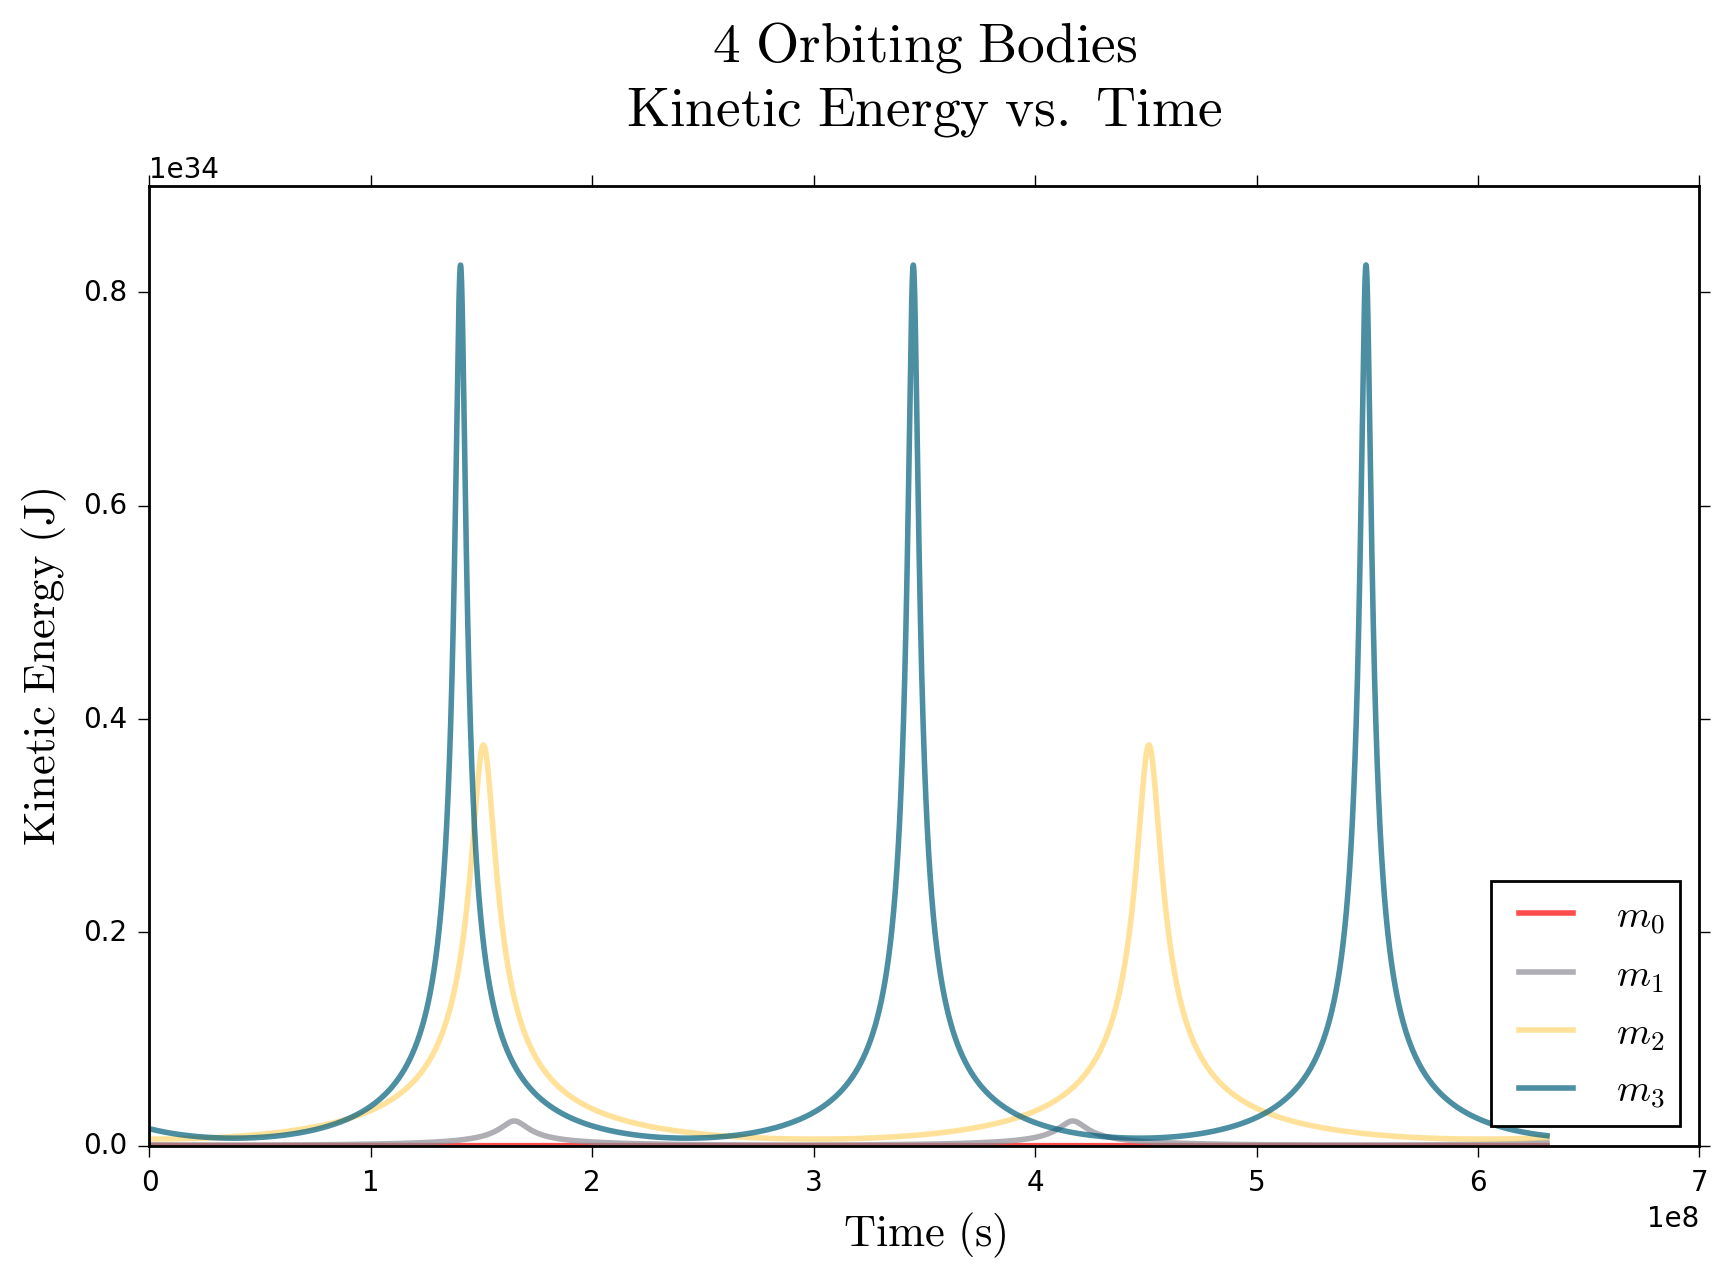 4 Orbiting Bodies
Kinetic Energy vs. Time
1e34
0.8
0.6
0.4
0.2
0.0
Kinetic Energy (J)
m₀
m₁
m₂
m₃
0 1 2 3 4 5 6 7
1e8
Time (s)